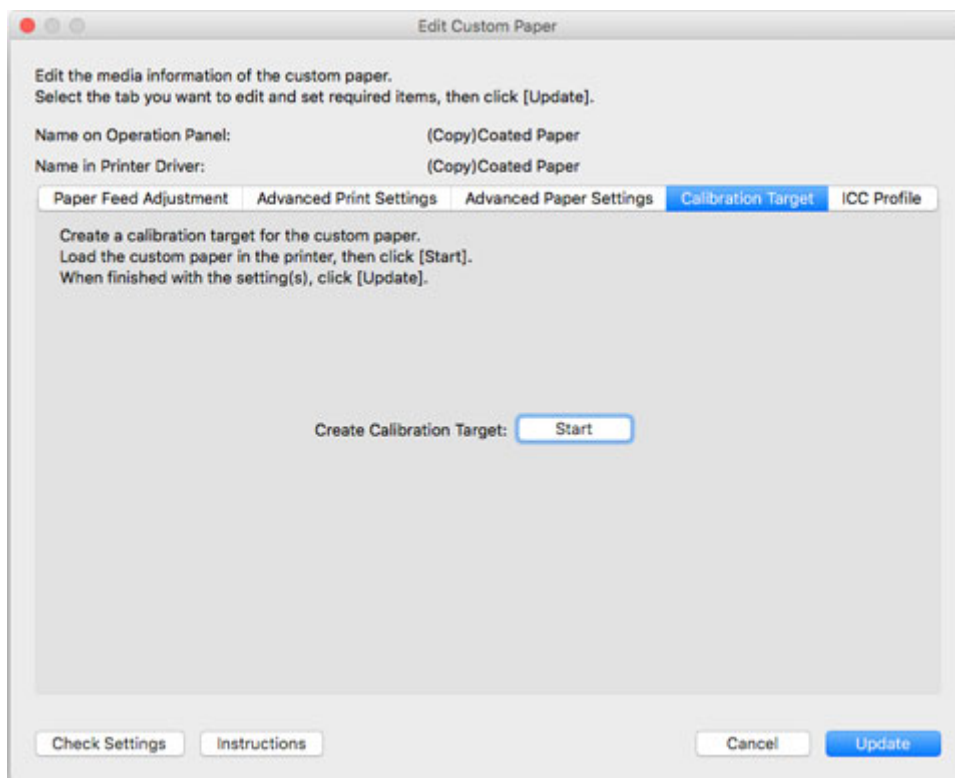 Edit Custom Paper
Edit the media information of the custom paper.
Select the tab you want to edit and set required items, then click [Update].
Name on Operation Panel: (Copy)Coated Paper
Name in Printer Driver: (Copy)Coated Paper
Paper Feed Adjustment Advanced Print Settings Advanced Paper Settings Calibration Target ICC Profile
Create a calibration target for the custom paper.
Load the custom paper in the printer, then click [Start].
When finished with the setting(s), click [Update].
Create Calibration Target: Start
Check Settings Instructions Cancel Update